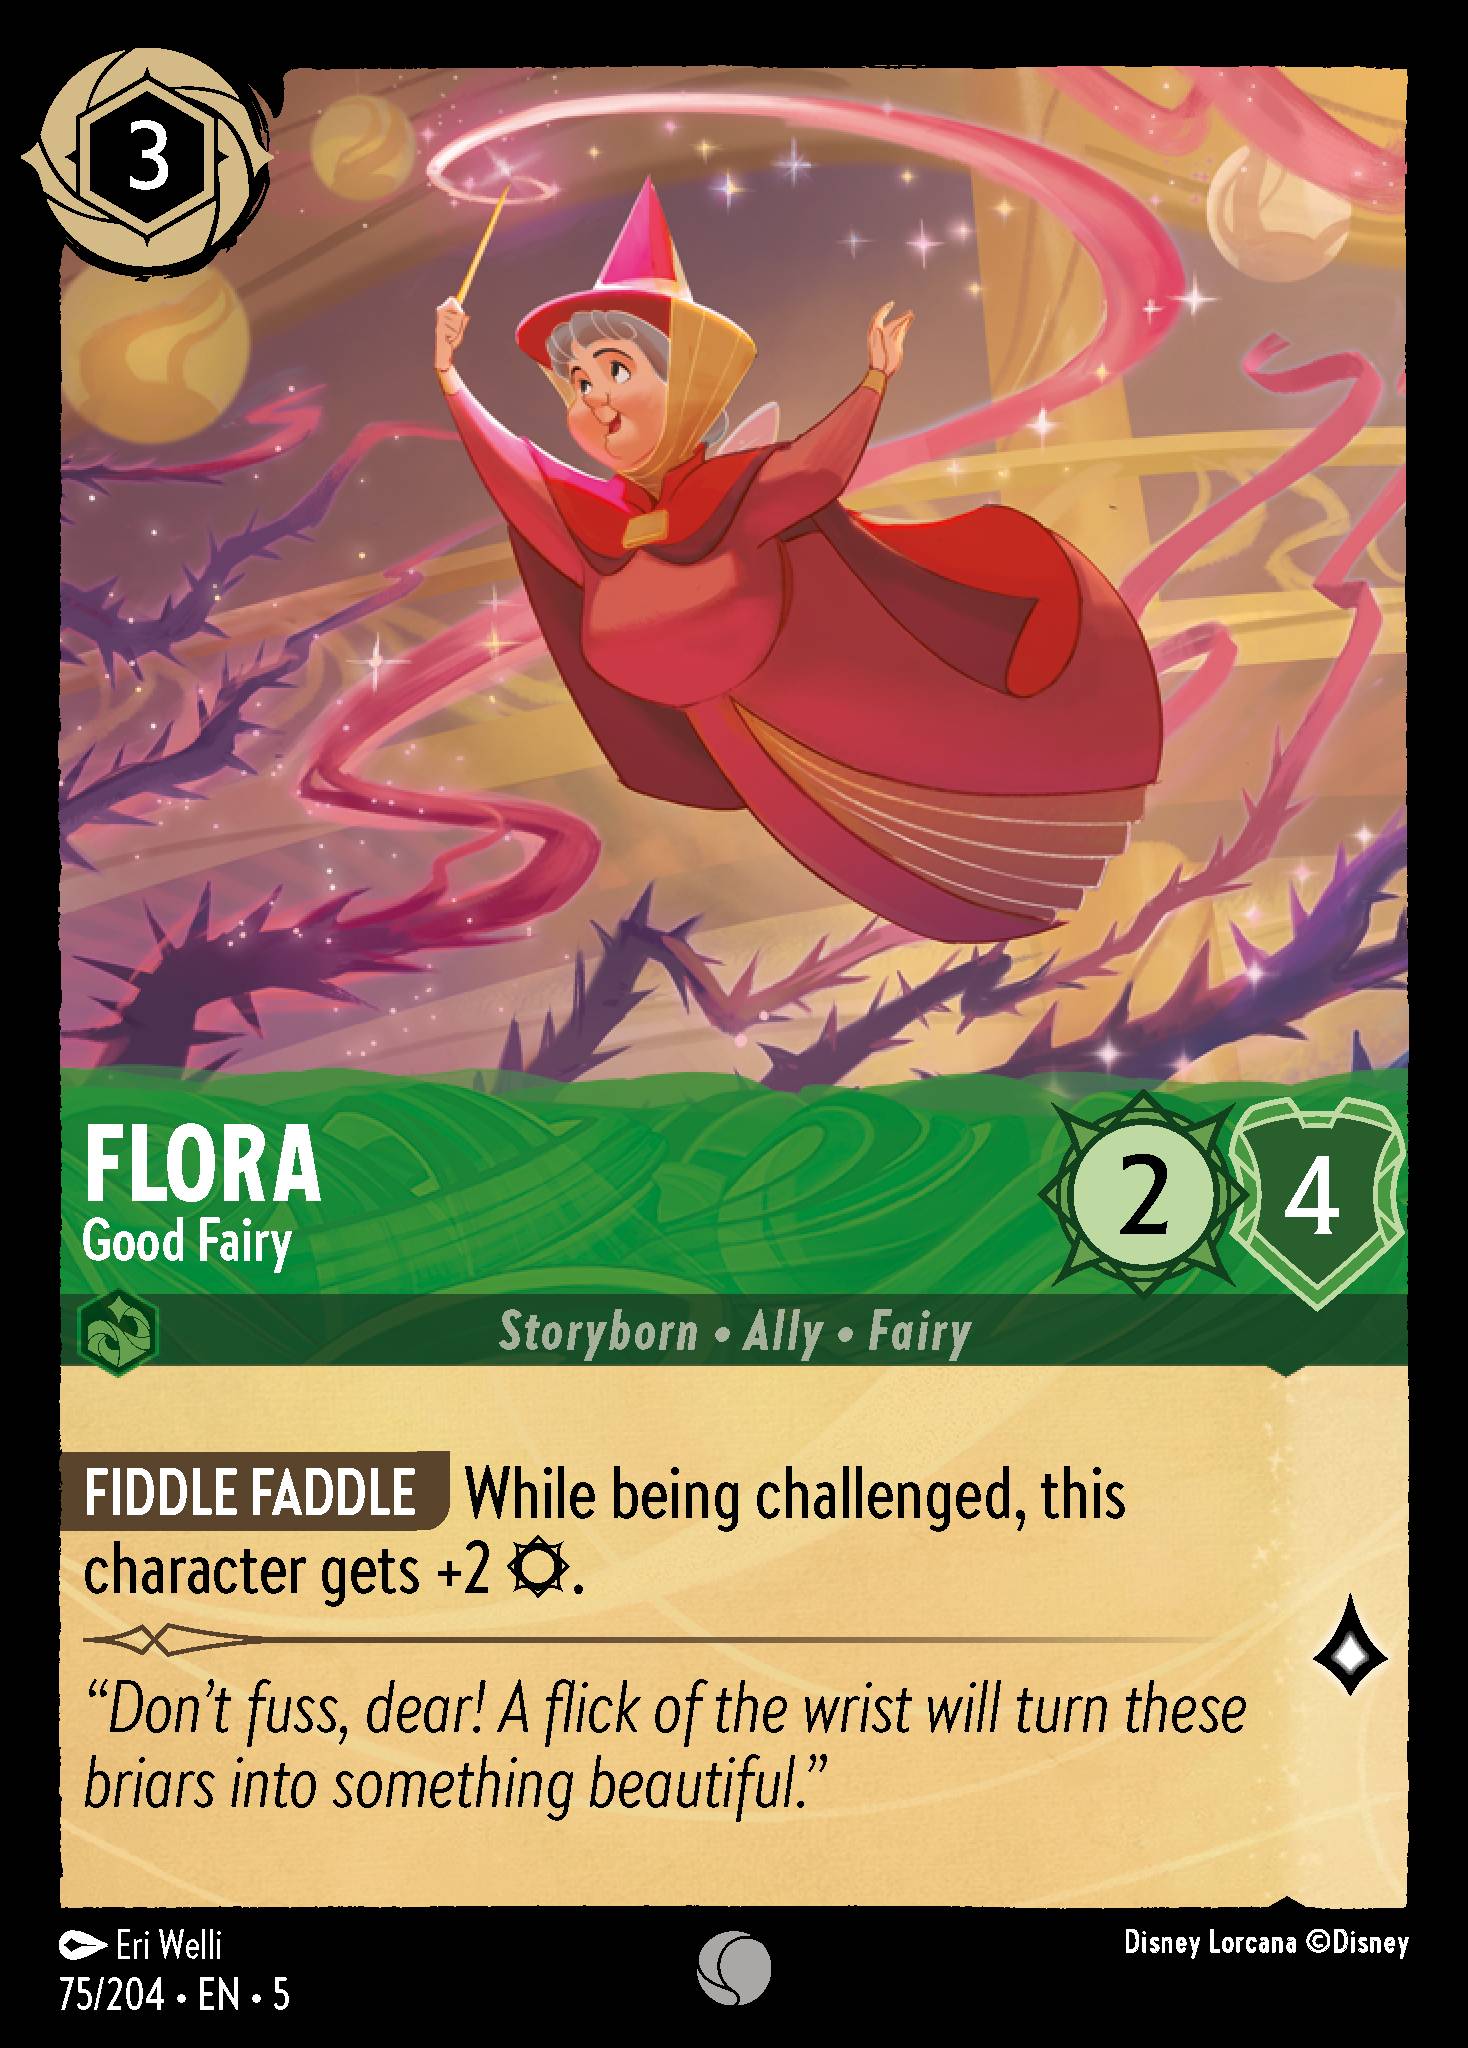 3
FLORA
Good Fairy
2
4
Storyborn • Ally • Fairy
FIDDLE FADDLE While being challenged, this
character gets +2 .
“Don’t fuss, dear! A flick of the wrist will turn these
briars into something beautiful.”
Eri Welli
Disney Lorcana ©Disney
75/204 • EN • 5